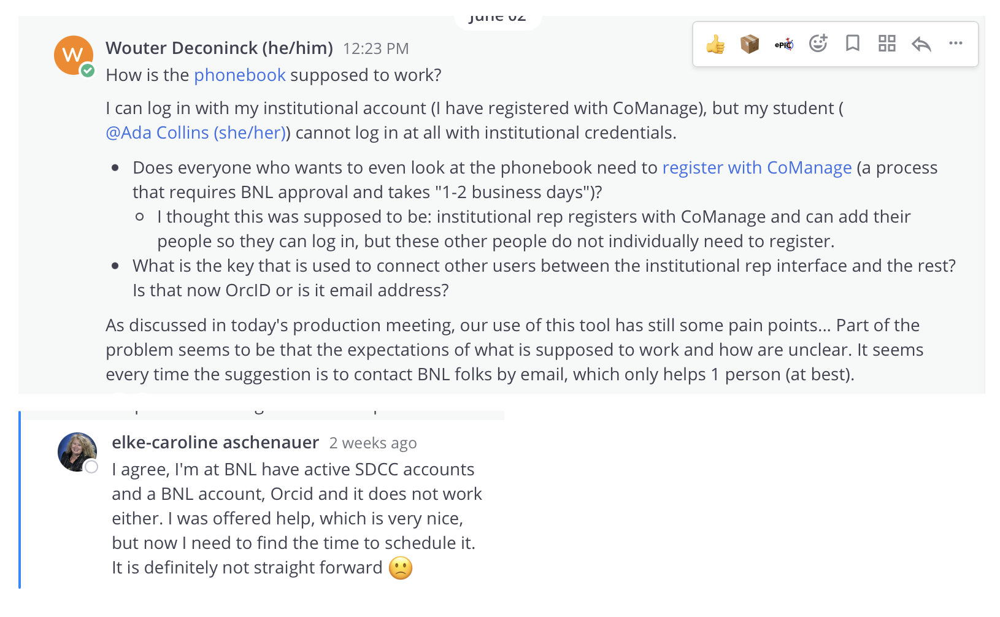 June 02
Wouter Deconinck (he/him) 12:23 PM
ePIC
How is the phonebook supposed to work?
I can log in with my institutional account (I have registered with CoManage), but my student (
@Ada Collins (she/her)) cannot log in at all with institutional credentials.
• Does everyone who wants to even look at the phonebook need to register with CoManage (a process
that requires BNL approval and takes "1-2 business days")?
◦ I thought this was supposed to be: institutional rep registers with CoManage and can add their
people so they can log in, but these other people do not individually need to register.
• What is the key that is used to connect other users between the institutional rep interface and the rest?
Is that now OrcID or is it email address?
As discussed in today's production meeting, our use of this tool has still some pain points... Part of the
problem seems to be that the expectations of what is supposed to work and how are unclear. It seems
every time the suggestion is to contact BNL folks by email, which only helps 1 person (at best).
elke-caroline aschenauer 2 weeks ago
I agree, I'm at BNL have active SDCC accounts
and a BNL account, Orcid and it does not work
either. I was offered help, which is very nice,
but now I need to find the time to schedule it.
It is definitely not straight forward 🙁